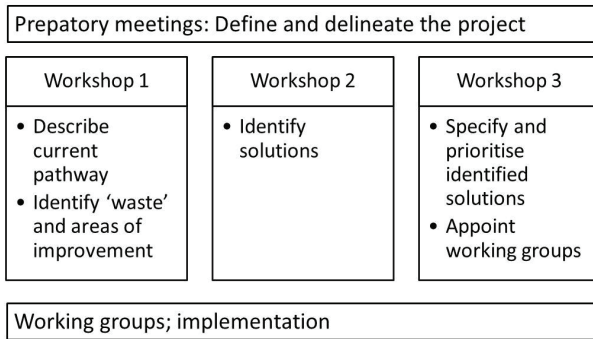 Prepatory meetings: Define and delineate the project
Workshop 1
• Describe
current
pathway
• Identify ‘waste’
and areas of
improvement
Workshop 2
• Identify
solutions
Workshop 3
• Specify and
prioritise
identified
solutions
• Appoint
working groups
Working groups; implementation